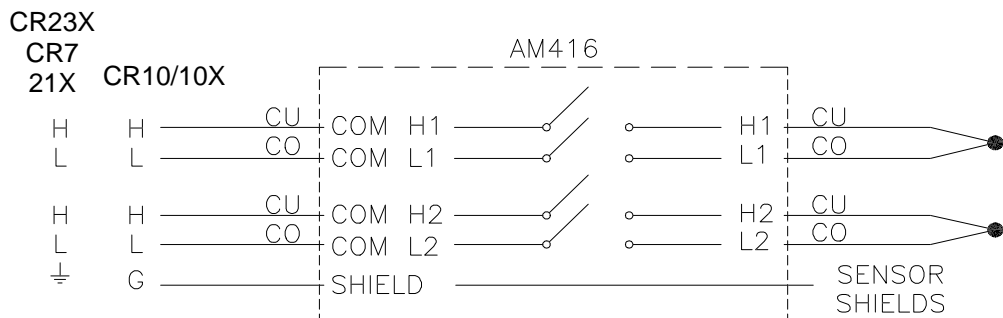 CR23X
CR7
21X CR10/10X
AM416
H H CU COM H1 H1 CU
L L CO COM L1 L1 CO
H H CU COM H2 H2 CU
L L CO COM L2 L2 CO
G SHIELD SENSOR
SHIELDS